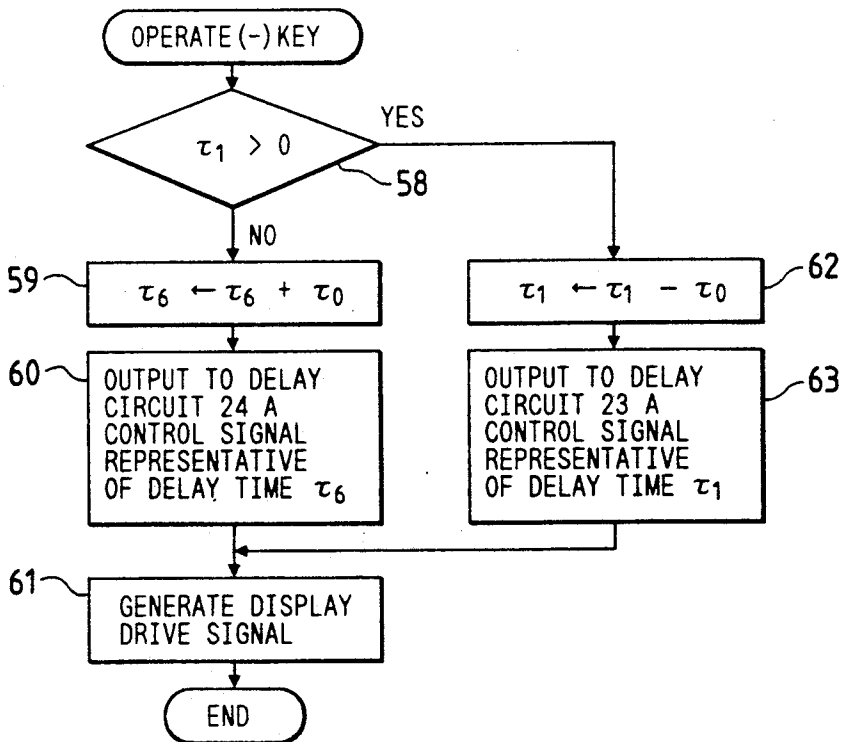 OPERATE(-)KEY
τ1 > 0
YES
58
NO
59
τ6 ← τ6 + τ0
62
τ1 ← τ1 - τ0
60
OUTPUT TO DELAY
CIRCUIT 24 A
CONTROL SIGNAL
REPRESENTATIVE
OF DELAY TIME τ6
63
OUTPUT TO DELAY
CIRCUIT 23 A
CONTROL SIGNAL
REPRESENTATIVE
OF DELAY TIME τ1
61
GENERATE DISPLAY
DRIVE SIGNAL
END